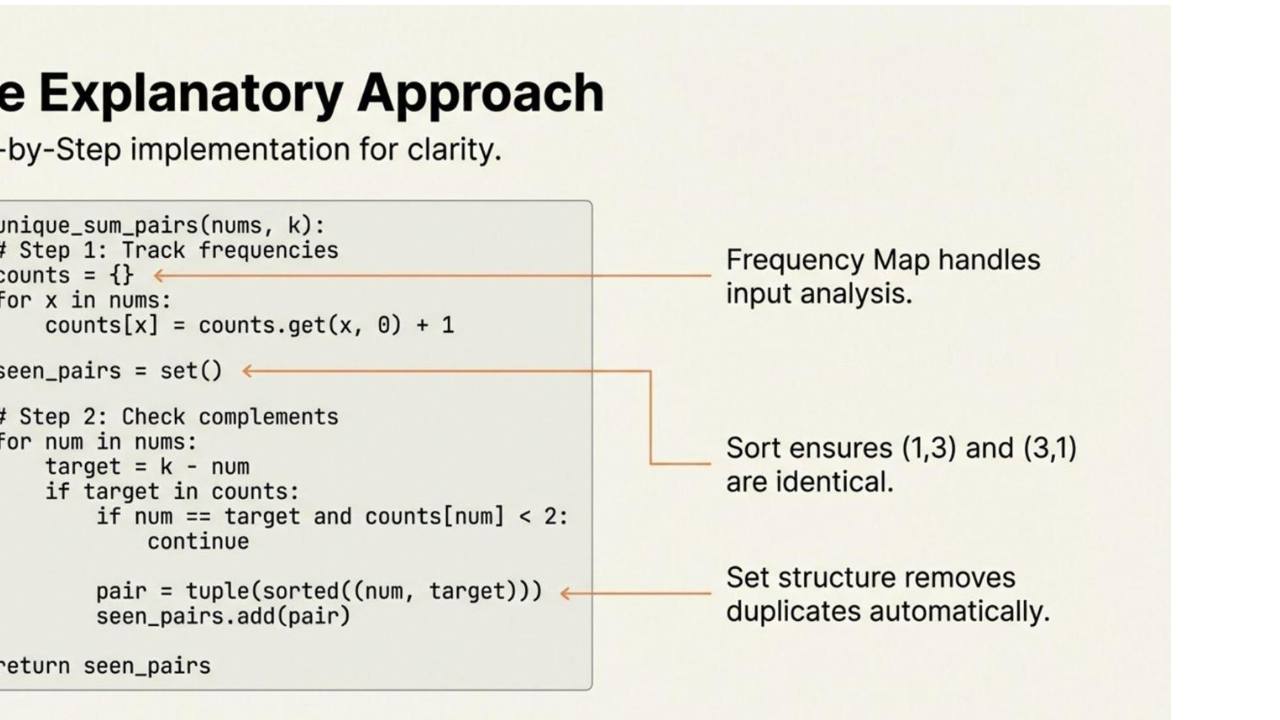 e Explanatory Approach
-by-Step implementation for clarity.
unique_sum_pairs(nums, k):
# Step 1: Track frequencies
counts = {}
for x in nums:
counts[x] = counts.get(x, 0) + 1
seen_pairs = set()
# Step 2: Check complements
for num in nums:
target = k - num
if target in counts:
if num == target and counts[num] < 2:
continue
pair = tuple(sorted((num, target)))
seen_pairs.add(pair)
return seen_pairs
Frequency Map handles
input analysis.
Sort ensures (1,3) and (3,1)
are identical.
Set structure removes
duplicates automatically.